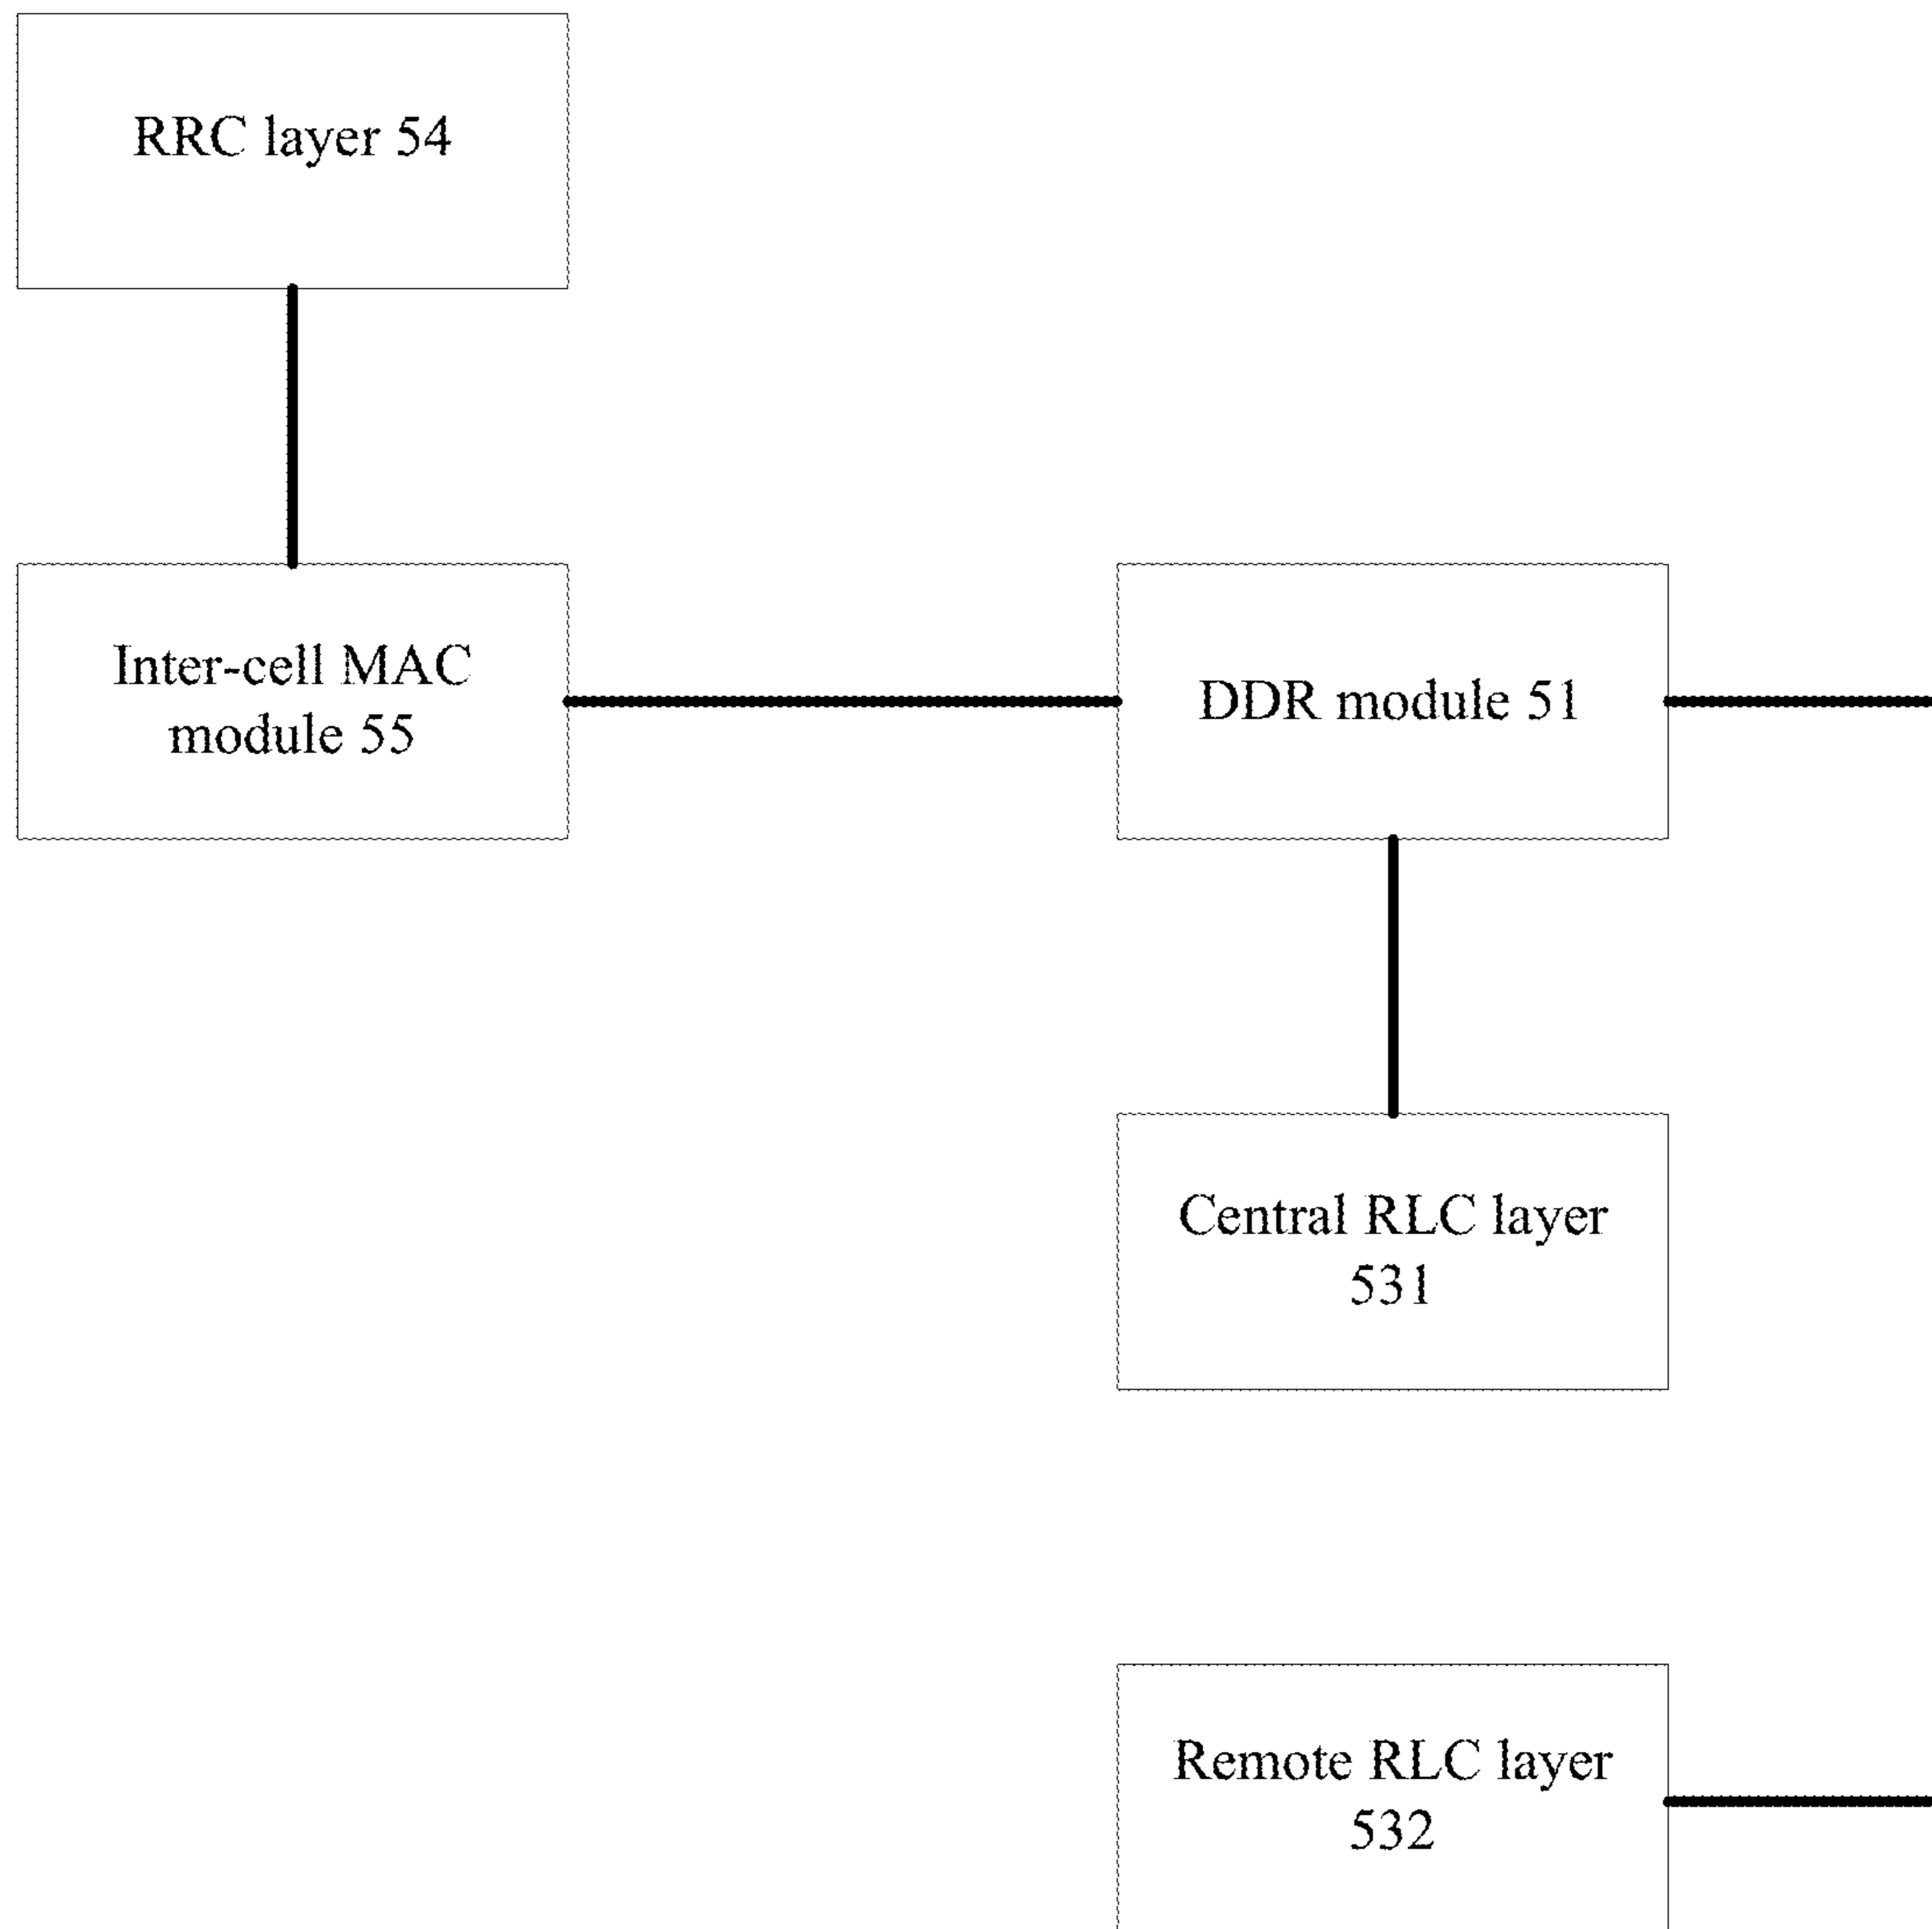 RRC layer 54
Inter-cell MAC
module 55
DDR module 51
Central RLC layer
531
Remote RLC layer
532